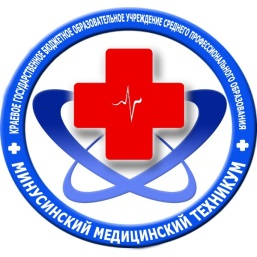 КРАЕВОЕ ГОСУДАРСТВЕННОЕ БЮДЖЕТНОЕ ОБРАЗОВАТЕЛЬНОЕ УЧРЕЖДЕНИЕ СРЕДНЕГО ПРОФЕССИОНАЛЬНОГО ОБРАЗОВАНИЯ
МИНУСИНСКИЙ МЕДИЦИНСКИЙ ТЕХНИКУМ